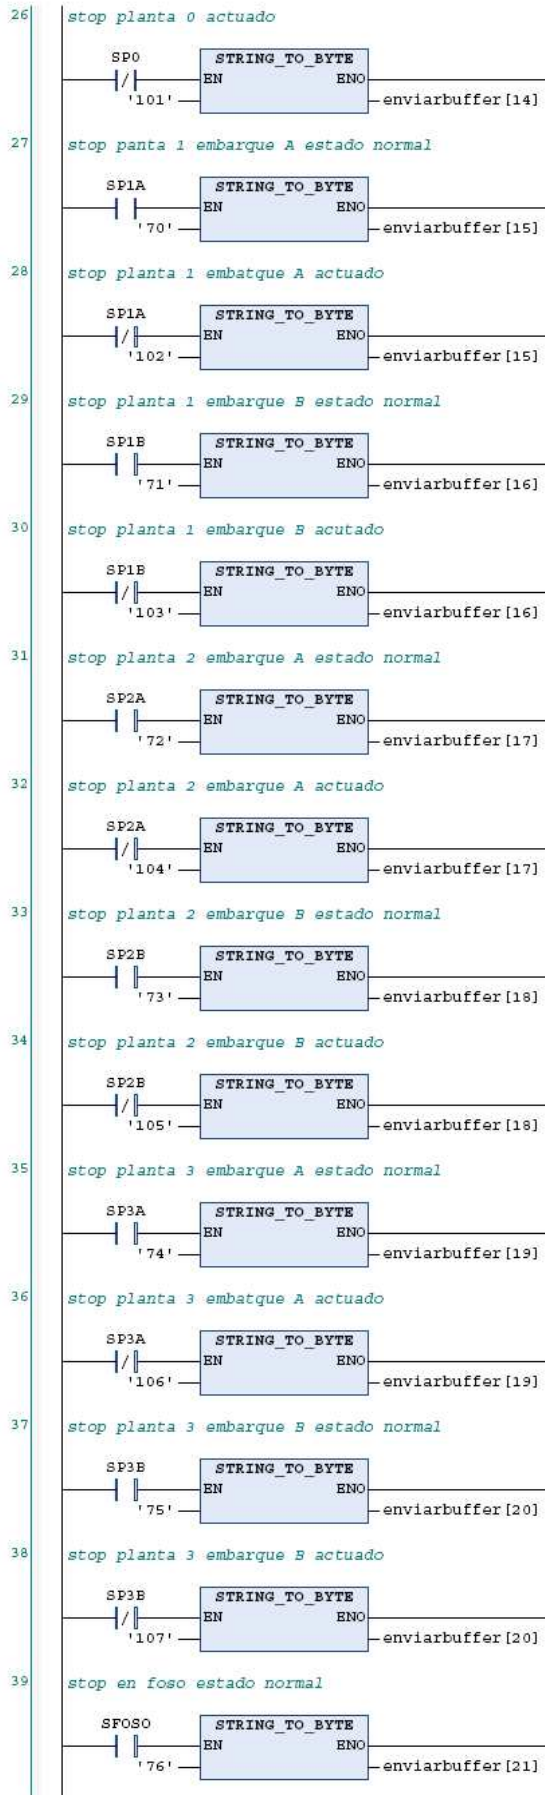 26 stop planta 0 actuado
SP0 STRING_TO_BYTE
EN ENO
'101' enviarbuffer[14]
27 stop panta 1 embarque A estado normal
SP1A STRING_TO_BYTE
EN ENO
'70' enviarbuffer[15]
28 stop planta 1 embatque A actuado
SP1A STRING_TO_BYTE
EN ENO
'102' enviarbuffer[15]
29 stop planta 1 embarque B estado normal
SP1B STRING_TO_BYTE
EN ENO
'71' enviarbuffer[16]
30 stop planta 1 embarque B acutado
SP1B STRING_TO_BYTE
EN ENO
'103' enviarbuffer[16]
31 stop planta 2 embarque A estado normal
SP2A STRING_TO_BYTE
EN ENO
'72' enviarbuffer[17]
32 stop planta 2 embarque A actuado
SP2A STRING_TO_BYTE
EN ENO
'104' enviarbuffer[17]
33 stop planta 2 embarque B estado normal
SP2B STRING_TO_BYTE
EN ENO
'73' enviarbuffer[18]
34 stop planta 2 embarque B actuado
SP2B STRING_TO_BYTE
EN ENO
'105' enviarbuffer[18]
35 stop planta 3 embarque A estado normal
SP3A STRING_TO_BYTE
EN ENO
'74' enviarbuffer[19]
36 stop planta 3 embatque A actuado
SP3A STRING_TO_BYTE
EN ENO
'106' enviarbuffer[19]
37 stop planta 3 embarque B estado normal
SP3B STRING_TO_BYTE
EN ENO
'75' enviarbuffer[20]
38 stop planta 3 embarque B actuado
SP3B STRING_TO_BYTE
EN ENO
'107' enviarbuffer[20]
39 stop en foso estado normal
SFOSO STRING_TO_BYTE
EN ENO
'76' enviarbuffer[21]